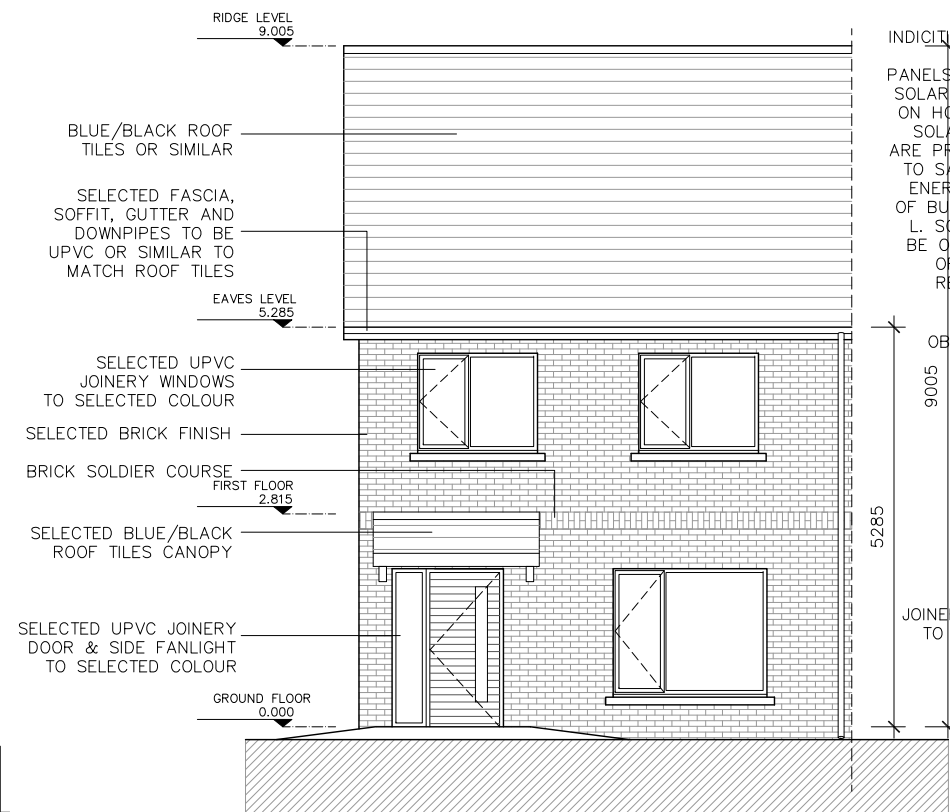 RIDGE LEVEL
9.005
BLUE/BLACK ROOF
TILES OR SIMILAR
SELECTED FASCIA,
SOFFIT, GUTTER AND
DOWNPIPES TO BE
UPVC OR SIMILAR TO
MATCH ROOF TILES
EAVES LEVEL
5.285
SELECTED UPVC
JOINERY WINDOWS
TO SELECTED COLOUR
SELECTED BRICK FINISH
BRICK SOLDIER COURSE
FIRST FLOOR
2.815
SELECTED BLUE/BLACK
ROOF TILES CANOPY
SELECTED UPVC JOINERY
DOOR & SIDE FANLIGHT
TO SELECTED COLOUR
GROUND FLOOR
0.000
5285
9005
PANELS
SOLAR
ON
ARE
TO
OF
L.
BE
TO